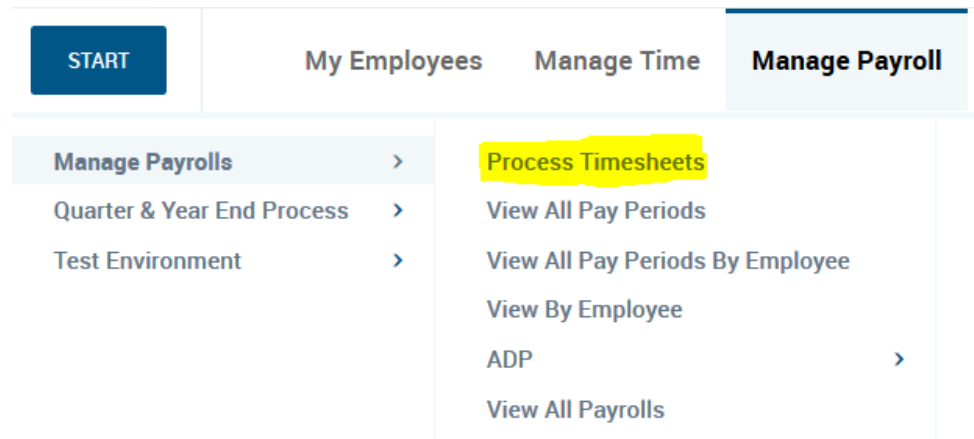 START
My Employees
Manage Time
Manage Payroll
Manage Payrolls
Quarter & Year End Process
Test Environment
Process Timesheets
View All Pay Periods
View All Pay Periods By Employee
View By Employee
ADP
View All Payrolls